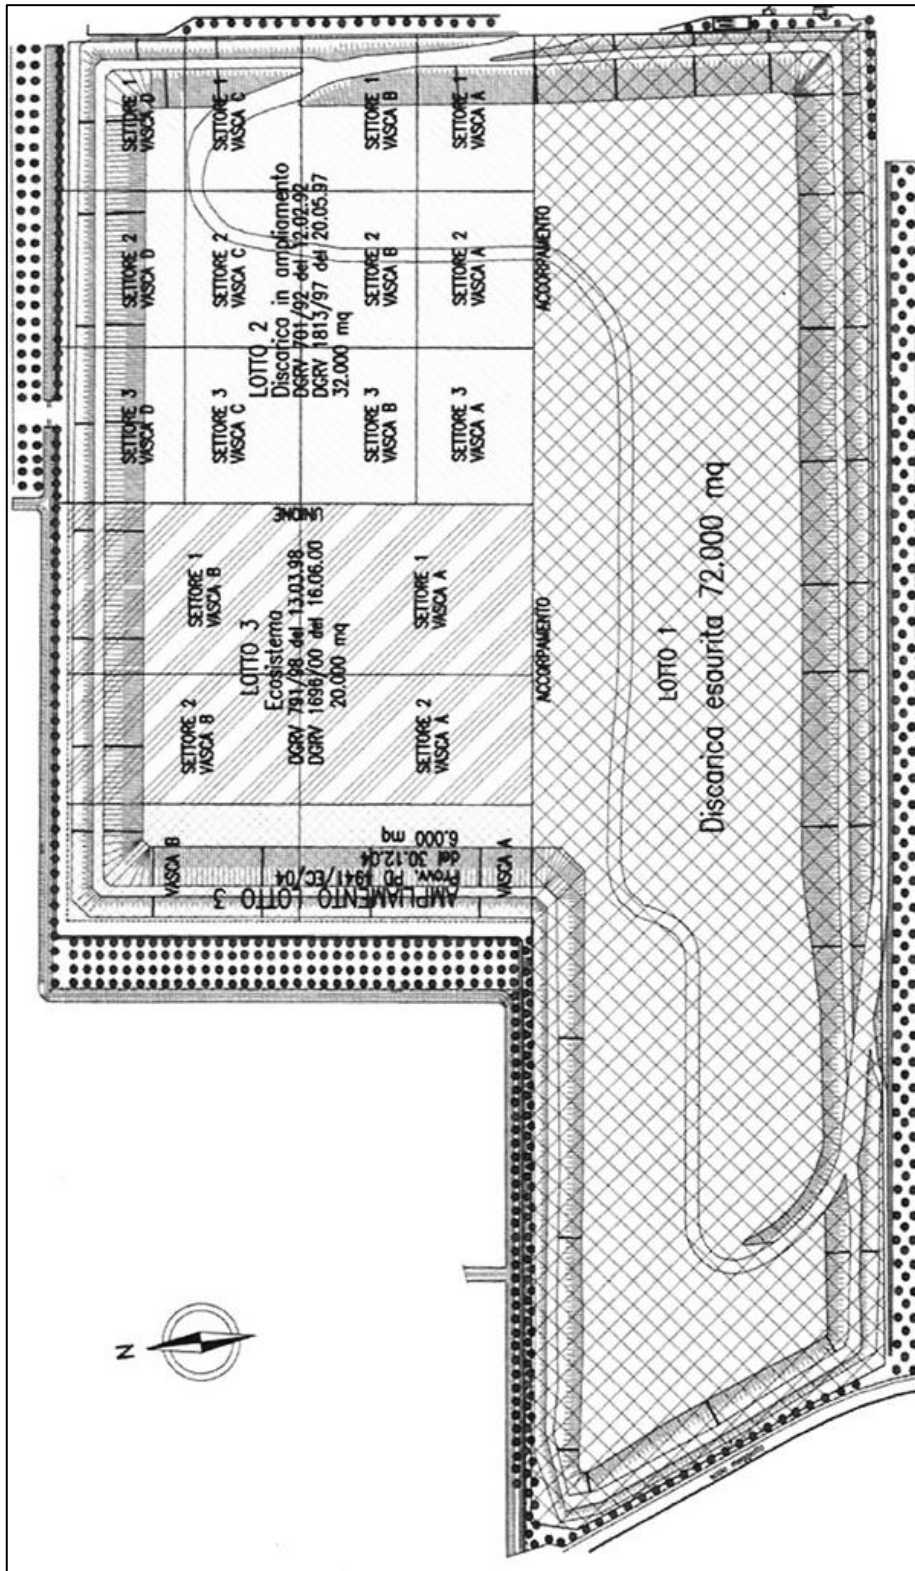 SETTORE 1
VASCA D
SETTORE 1
VASCA C
SETTORE 1
VASCA B
SETTORE 1
VASCA A
SETTORE 2
VASCA D
SETTORE 2
VASCA C
SETTORE 2
VASCA B
SETTORE 2
VASCA A
SETTORE 3
VASCA D
SETTORE 3
VASCA C
SETTORE 3
VASCA B
SETTORE 3
VASCA A
LOTTO 2
Discarica in ampliamento
DGRV 701/92 del 12.02.92
DGRV 1813/97 del 20.05.97
32.000 mq
ACCORPAMENTO
UNIONE
SETTORE 1
VASCA B
SETTORE 1
VASCA A
LOTTO 3
Ecosistema
DGRV 791/98 del 13.03.98
DGRV 1696/00 del 16.06.00
20.000 mq
SETTORE 2
VASCA B
SETTORE 2
VASCA A
ACCORPAMENTO
LOTTO 1
Discarica esaurita 72.000 mq
VASCA B
VASCA A
AMPLIAMENTO LOTTO 3
Provv. PD 4941/EC/04
del 30.12.04
6.000 mq
N